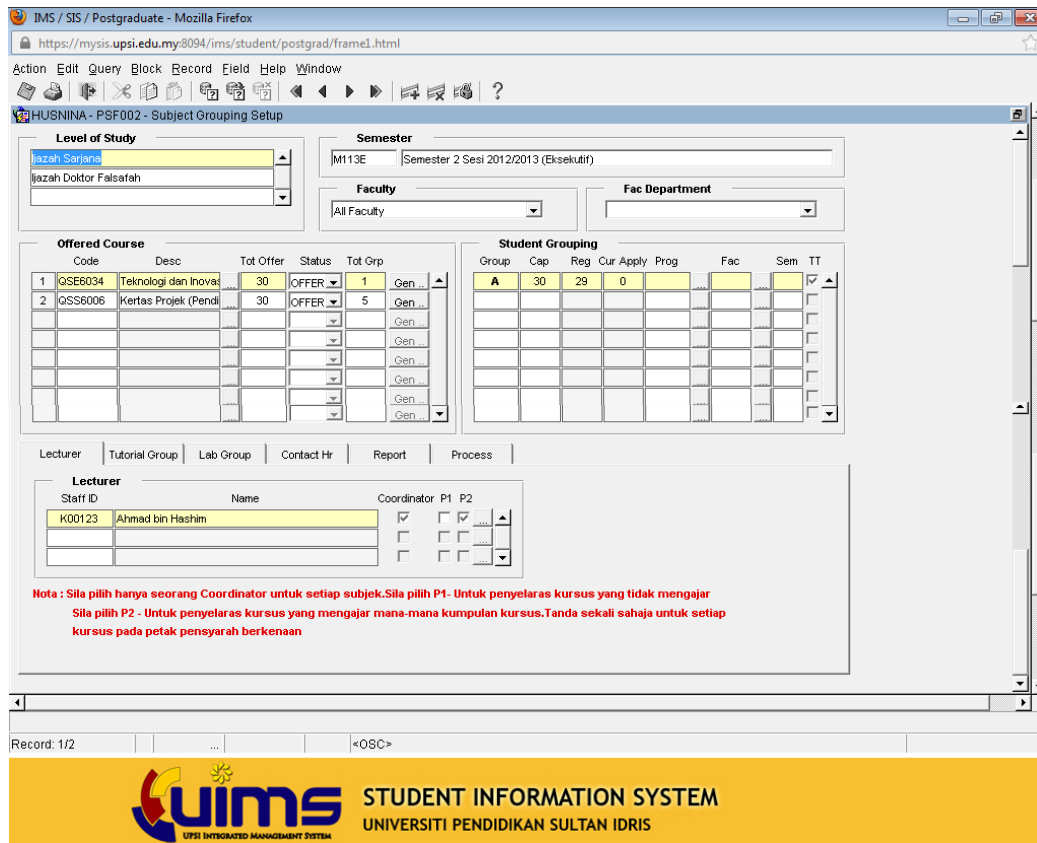 IMS / SIS / Postgraduate - Mozilla Firefox
https://mysis.upsi.edu.my:8094/ims/student/postgrad/frame1.html
Action Edit Query Block Record Field Help Window
HUSNINA - PSF002 - Subject Grouping Setup
Level of Study
Ijazah Sarjana
Ijazah Doktor Falsafah
Semester
M113E Semester 2 Sesi 2012/2013 (Eksekutif)
Faculty
All Faculty
Fac Department
Offered Course
Code Desc Tot Offer Status Tot Grp
1 QSE6034 Teknologi dan Inovas ... 30 OFFER 1 Gen ..
2 QSS6006 Kertas Projek (Pendi ... 30 OFFER 5 Gen ..
Gen ..
Gen ..
Gen ..
Gen ..
Gen ..
Gen ..
Student Grouping
Group Cap Reg Cur Apply Prog Fac Sem TT
A 30 29 0
Lecturer Tutorial Group Lab Group Contact Hr Report Process
Lecturer
Staff ID Name Coordinator P1 P2
K00123 Ahmad bin Hashim ...
...
...
Nota : Sila pilih hanya seorang Coordinator untuk setiap subjek.Sila pilih P1- Untuk penyelaras kursus yang tidak mengajar
Sila pilih P2 - Untuk penyelaras kursus yang mengajar mana-mana kumpulan kursus.Tanda sekali sahaja untuk setiap
kursus pada petak pensyarah berkenaan
Record: 1/2 ... <OSC>
uims
UPSI INTEGRATED MANAGEMENT SYSTEM
STUDENT INFORMATION SYSTEM
UNIVERSITI PENDIDIKAN SULTAN IDRIS